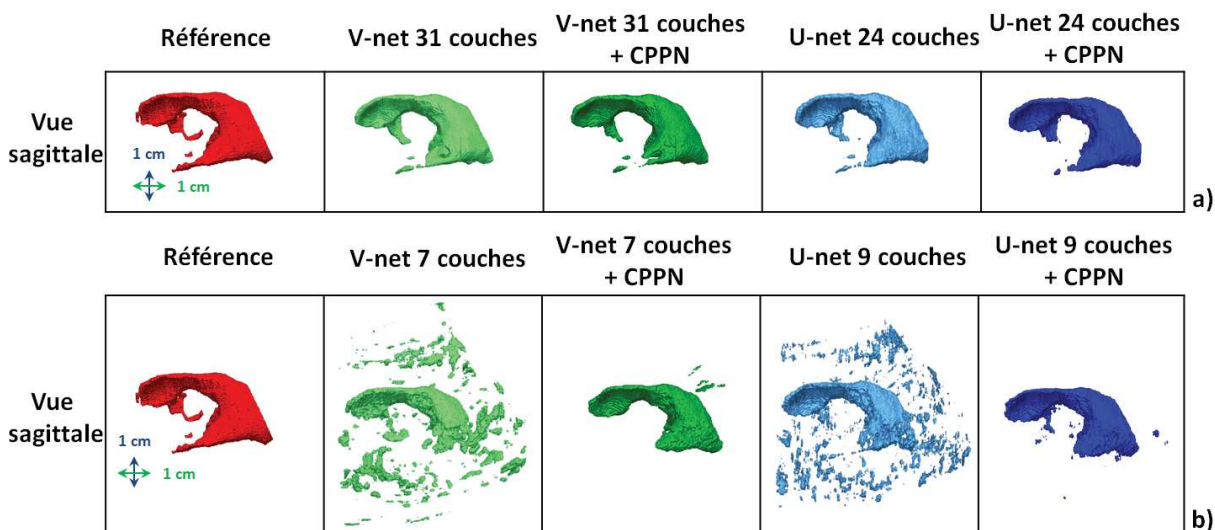 Référence
V-net 31 couches
V-net 31 couches
+ CPPN
U-net 24 couches
U-net 24 couches
+ CPPN
Vue
sagittale
1 cm
1 cm
a)
Référence
V-net 7 couches
V-net 7 couches
+ CPPN
U-net 9 couches
U-net 9 couches
+ CPPN
Vue
sagittale
1 cm
1 cm
b)